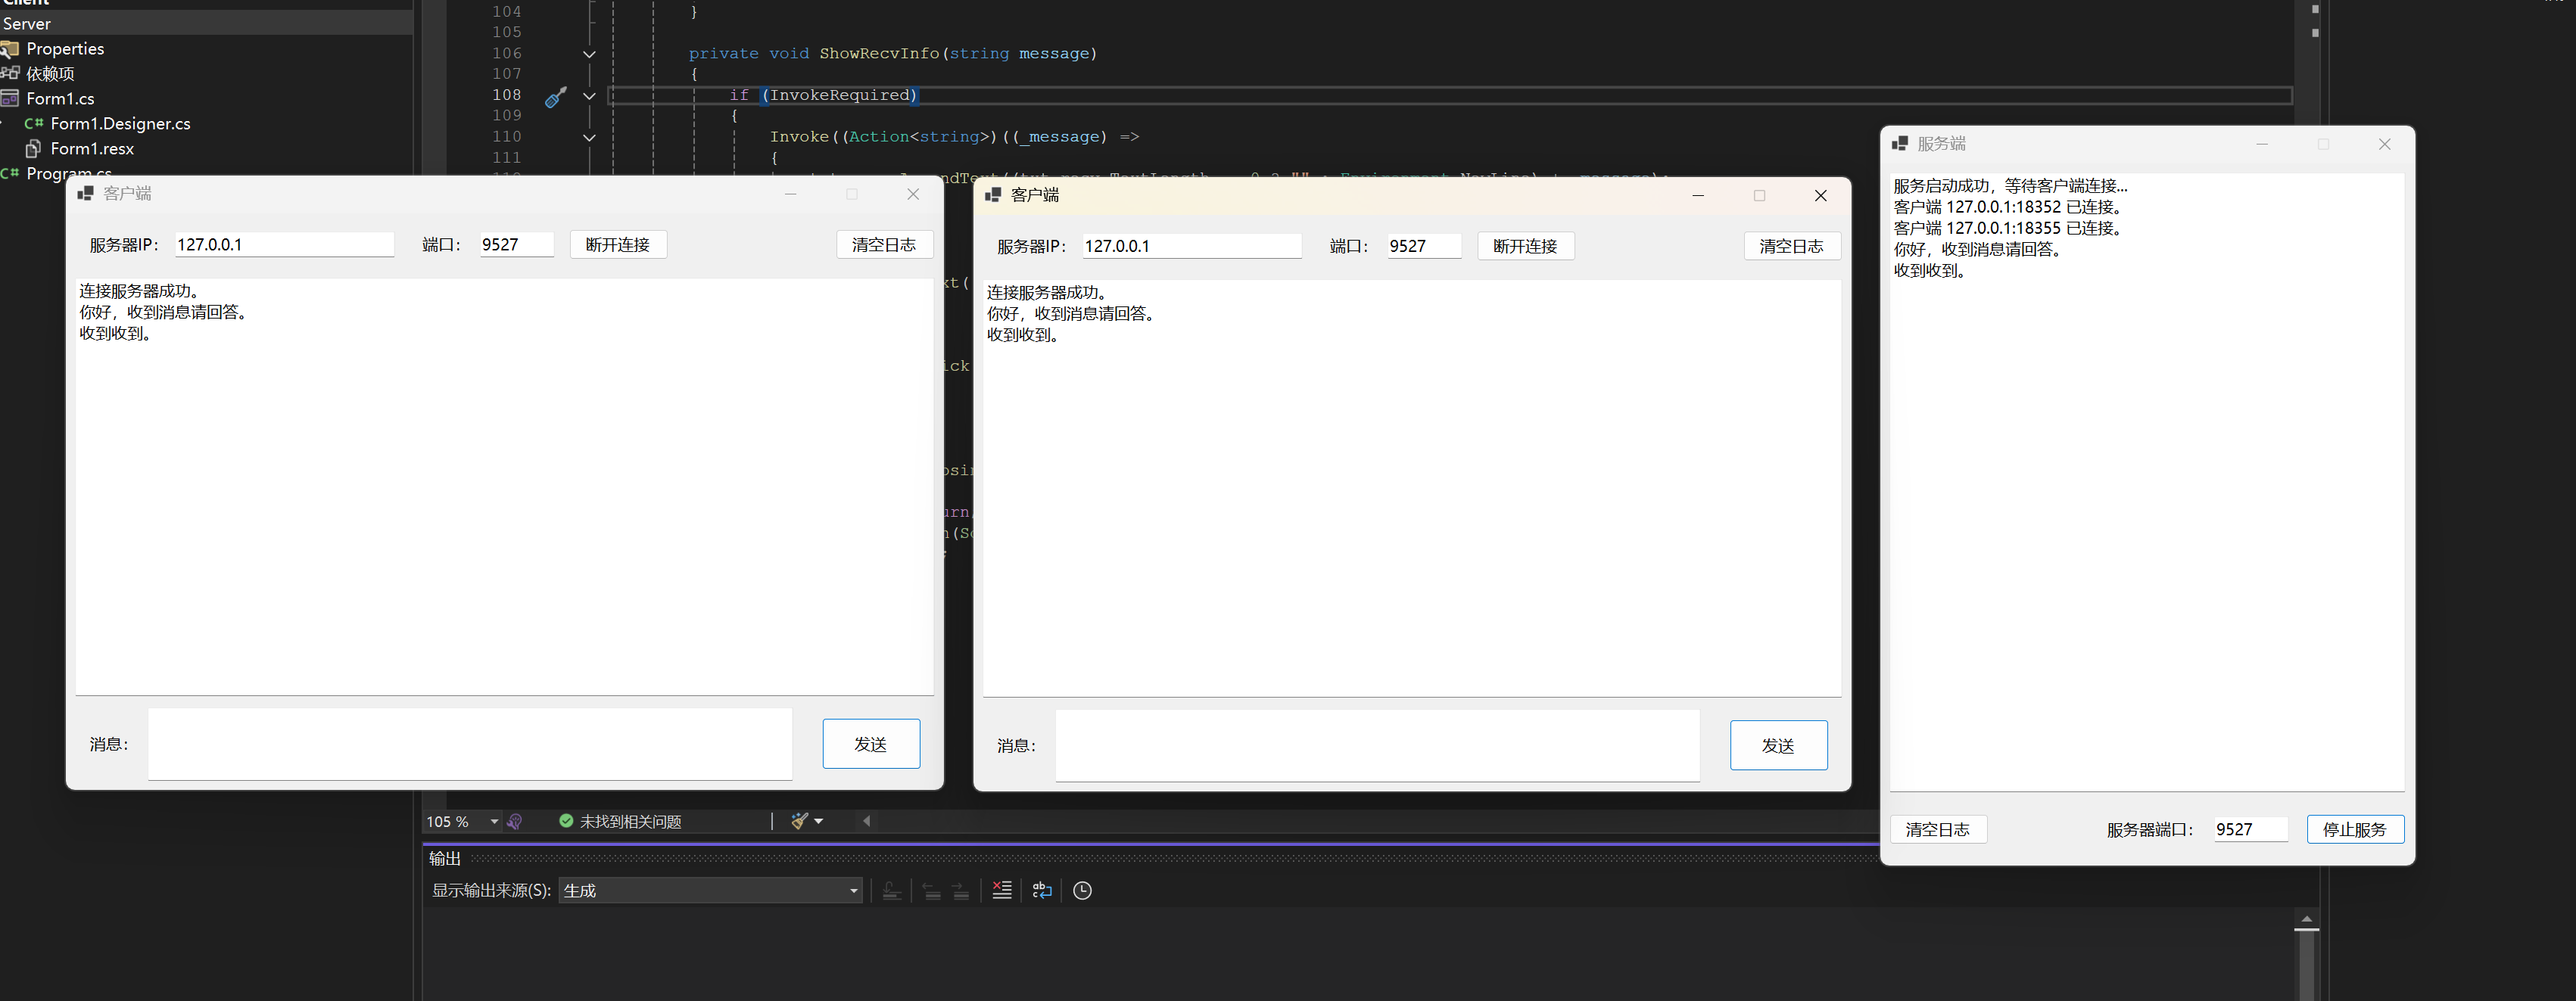 Client
Server
Properties
依赖项
Form1.cs
C# Form1.Designer.cs
Form1.resx
C# Program.cs
104 }
105
106 private void ShowRecvInfo(string message)
107 {
108 if (InvokeRequired)
109 {
110 Invoke((Action<string>)((_message) =>
111 {
客户端
服务器IP： 127.0.0.1 端口： 9527 断开连接 清空日志
连接服务器成功。
你好，收到消息请回答。
收到收到。
消息： 发送
客户端
服务器IP： 127.0.0.1 端口： 9527 断开连接 清空日志
连接服务器成功。
你好，收到消息请回答。
收到收到。
消息： 发送
服务端
服务启动成功，等待客户端连接...
客户端 127.0.0.1:18352 已连接。
客户端 127.0.0.1:18355 已连接。
你好，收到消息请回答。
收到收到。
清空日志 服务器端口： 9527 停止服务
105 % 未找到相关问题
输出
显示输出来源(S): 生成